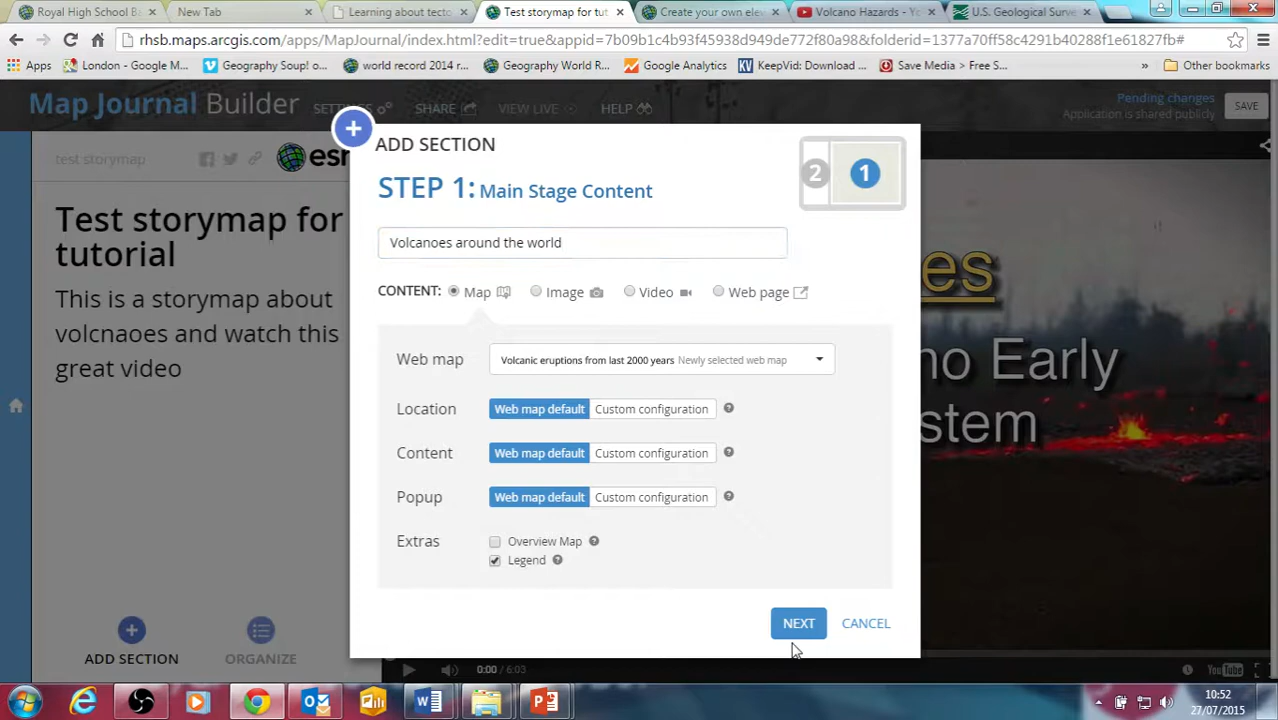 Royal High School B
New Tab
Learning about tecto
Test storymap for tut
Create your own elev
Volcano Hazards - Yo
U.S. Geological Surve
rhsb.maps.arcgis.com/apps/MapJournal/index.html?edit=true&appid=7b09b1c4b93f45938d949de772f80a98&folderid=1377a70ff58c4291b40288f1e61827fb#
Apps
London - Google M...
Geography Soup! o...
world record 2014 r...
Geography World R...
Google Analytics
KeepVid: Download ...
Save Media > Free S...
» Other bookmarks
Map Journal Builder
SETTINGS
SHARE
VIEW LIVE
HELP
Pending changes
Application is shared publicly
SAVE
test storymap
Test storymap for
tutorial
This is a storymap about
volcnaoes and watch this
great video
ADD SECTION
ORGANIZE
ADD SECTION
STEP 1: Main Stage Content
2 1
Volcanoes around the world
CONTENT: Map Image Video Web page
Web map Volcanic eruptions from last 2000 years Newly selected web map
Location Web map default Custom configuration
Content Web map default Custom configuration
Popup Web map default Custom configuration
Extras Overview Map
Legend
NEXT CANCEL
es
no Early
stem
0:00 / 6:03
YouTube
10:52
27/07/2015